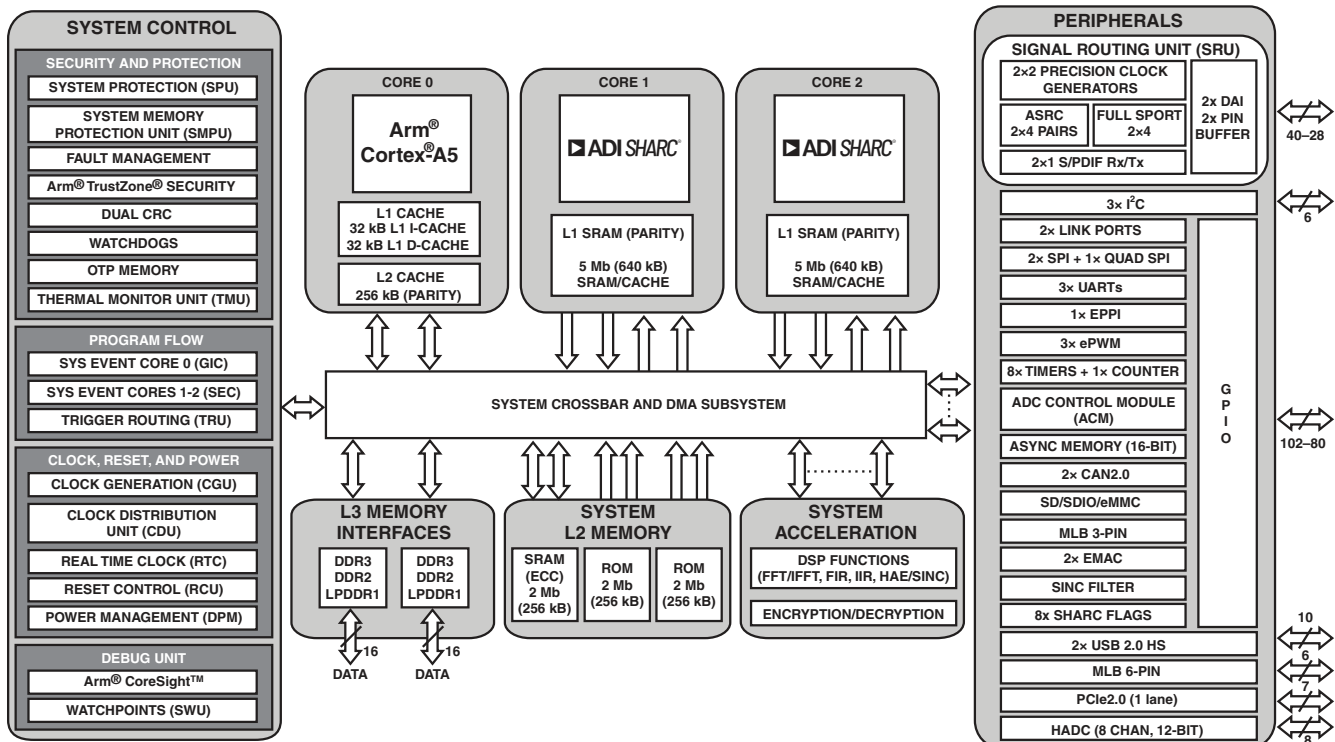 SYSTEM CONTROL
SECURITY AND PROTECTION
SYSTEM PROTECTION (SPU)
SYSTEM MEMORY
PROTECTION UNIT (SMPU)
FAULT MANAGEMENT
Arm® TrustZone® SECURITY
DUAL CRC
WATCHDOGS
OTP MEMORY
THERMAL MONITOR UNIT (TMU)
PROGRAM FLOW
SYS EVENT CORE 0 (GIC)
SYS EVENT CORES 1-2 (SEC)
TRIGGER ROUTING (TRU)
CLOCK, RESET, AND POWER
CLOCK GENERATION (CGU)
CLOCK DISTRIBUTION
UNIT (CDU)
REAL TIME CLOCK (RTC)
RESET CONTROL (RCU)
POWER MANAGEMENT (DPM)
DEBUG UNIT
Arm® CoreSight™
WATCHPOINTS (SWU)
CORE 0
Arm®
Cortex®-A5
L1 CACHE
32 kB L1 I-CACHE
32 kB L1 D-CACHE
L2 CACHE
256 kB (PARITY)
CORE 1
ADI SHARC®
L1 SRAM (PARITY)
5 Mb (640 kB)
SRAM/CACHE
CORE 2
ADI SHARC®
L1 SRAM (PARITY)
5 Mb (640 kB)
SRAM/CACHE
SYSTEM CROSSBAR AND DMA SUBSYSTEM
L3 MEMORY
INTERFACES
DDR3
DDR2
LPDDR1
DDR3
DDR2
LPDDR1
16
16
DATA
DATA
SYSTEM
L2 MEMORY
SRAM
(ECC)
2 Mb
(256 kB)
ROM
2 Mb
(256 kB)
ROM
2 Mb
(256 kB)
SYSTEM
ACCELERATION
DSP FUNCTIONS
(FFT/IFFT, FIR, IIR, HAE/SINC)
ENCRYPTION/DECRYPTION
PERIPHERALS
SIGNAL ROUTING UNIT (SRU)
2×2 PRECISION CLOCK
GENERATORS
ASRC
2×4 PAIRS
FULL SPORT
2×4
2×1 S/PDIF Rx/Tx
2x DAI
2x PIN
BUFFER
40–28
3× I²C
6
2× LINK PORTS
2× SPI + 1× QUAD SPI
3× UARTs
1× EPPI
3× ePWM
8× TIMERS + 1× COUNTER
ADC CONTROL MODULE
(ACM)
ASYNC MEMORY (16-BIT)
2× CAN2.0
SD/SDIO/eMMC
MLB 3-PIN
2× EMAC
SINC FILTER
8x SHARC FLAGS
G
P
I
O
102–80
2× USB 2.0 HS
10
MLB 6-PIN
6
PCIe2.0 (1 lane)
7
HADC (8 CHAN, 12-BIT)
8